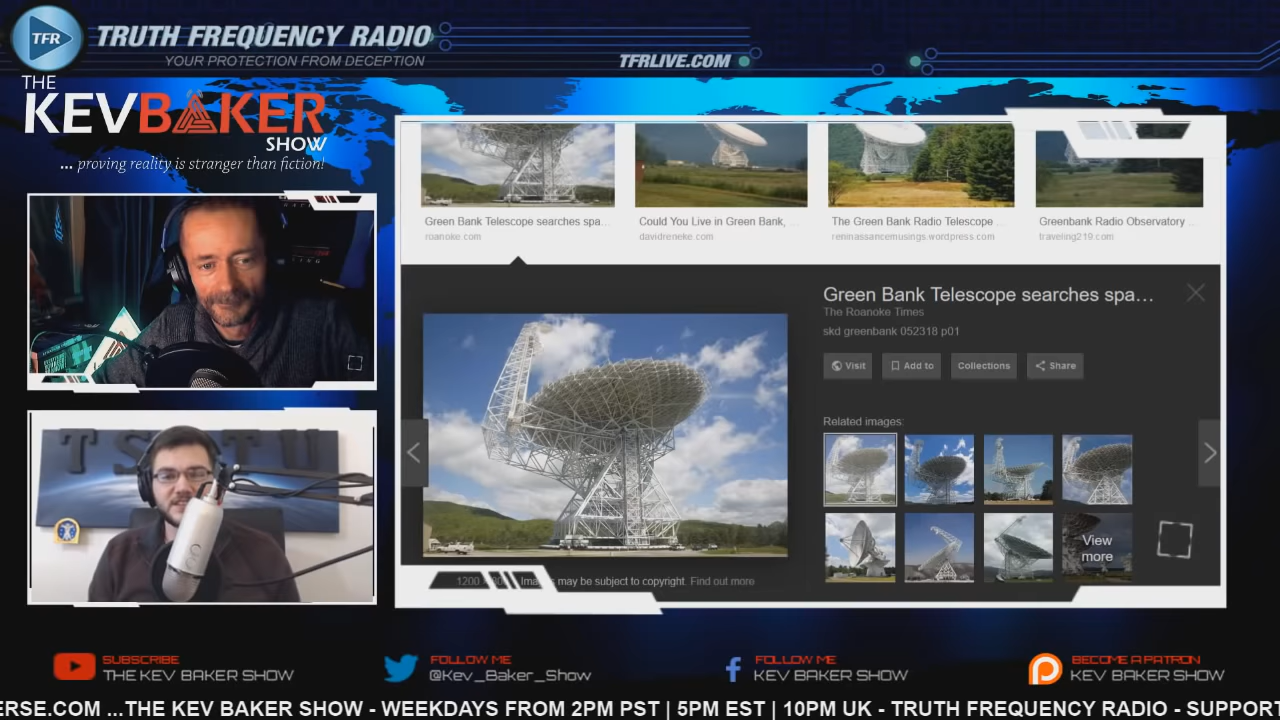 TFR
TRUTH FREQUENCY RADIO
YOUR PROTECTION FROM DECEPTION
TFRLIVE.COM
THE
KEVBAKER
SHOW
... proving reality is stranger than fiction!
Green Bank Telescope searches spa...
roanoke.com
Could You Live in Green Bank, ...
davidreneke.com
The Green Bank Radio Telescope ...
reninassancemusings.wordpress.com
Greenbank Radio Observatory ...
traveling219.com
Green Bank Telescope searches spa...
The Roanoke Times
skd greenbank 052318 p01
Visit
Add to
Collections
Share
Related images:
View
more
1200
may be subject to copyright. Find out more
SUBSCRIBE
THE KEV BAKER SHOW
FOLLOW ME
@Kev_Baker_Show
FOLLOW ME
KEV BAKER SHOW
BECOME A PATRON
KEV BAKER SHOW
ERSE.COM ...THE KEV BAKER SHOW - WEEKDAYS FROM 2PM PST | 5PM EST | 10PM UK - TRUTH FREQUENCY RADIO - SUPPORT